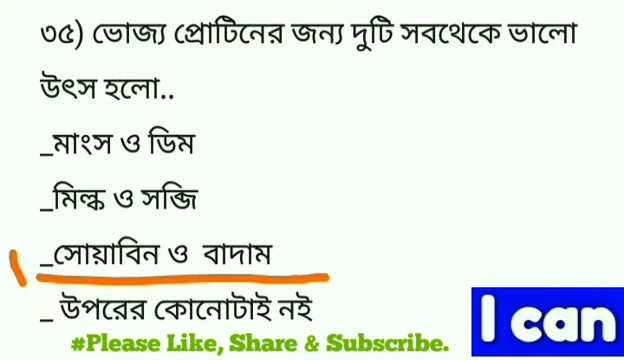 ৩৫) ভোজ্য প্রোটিনের জন্য দুটি সবথেকে ভালো
উৎস হলো..
_মাংস ও ডিম
_মিল্ক ও সব্জি
_সোয়াবিন ও বাদাম
_ উপরের কোনোটাই নই
#Please Like, Share & Subscribe.
I can